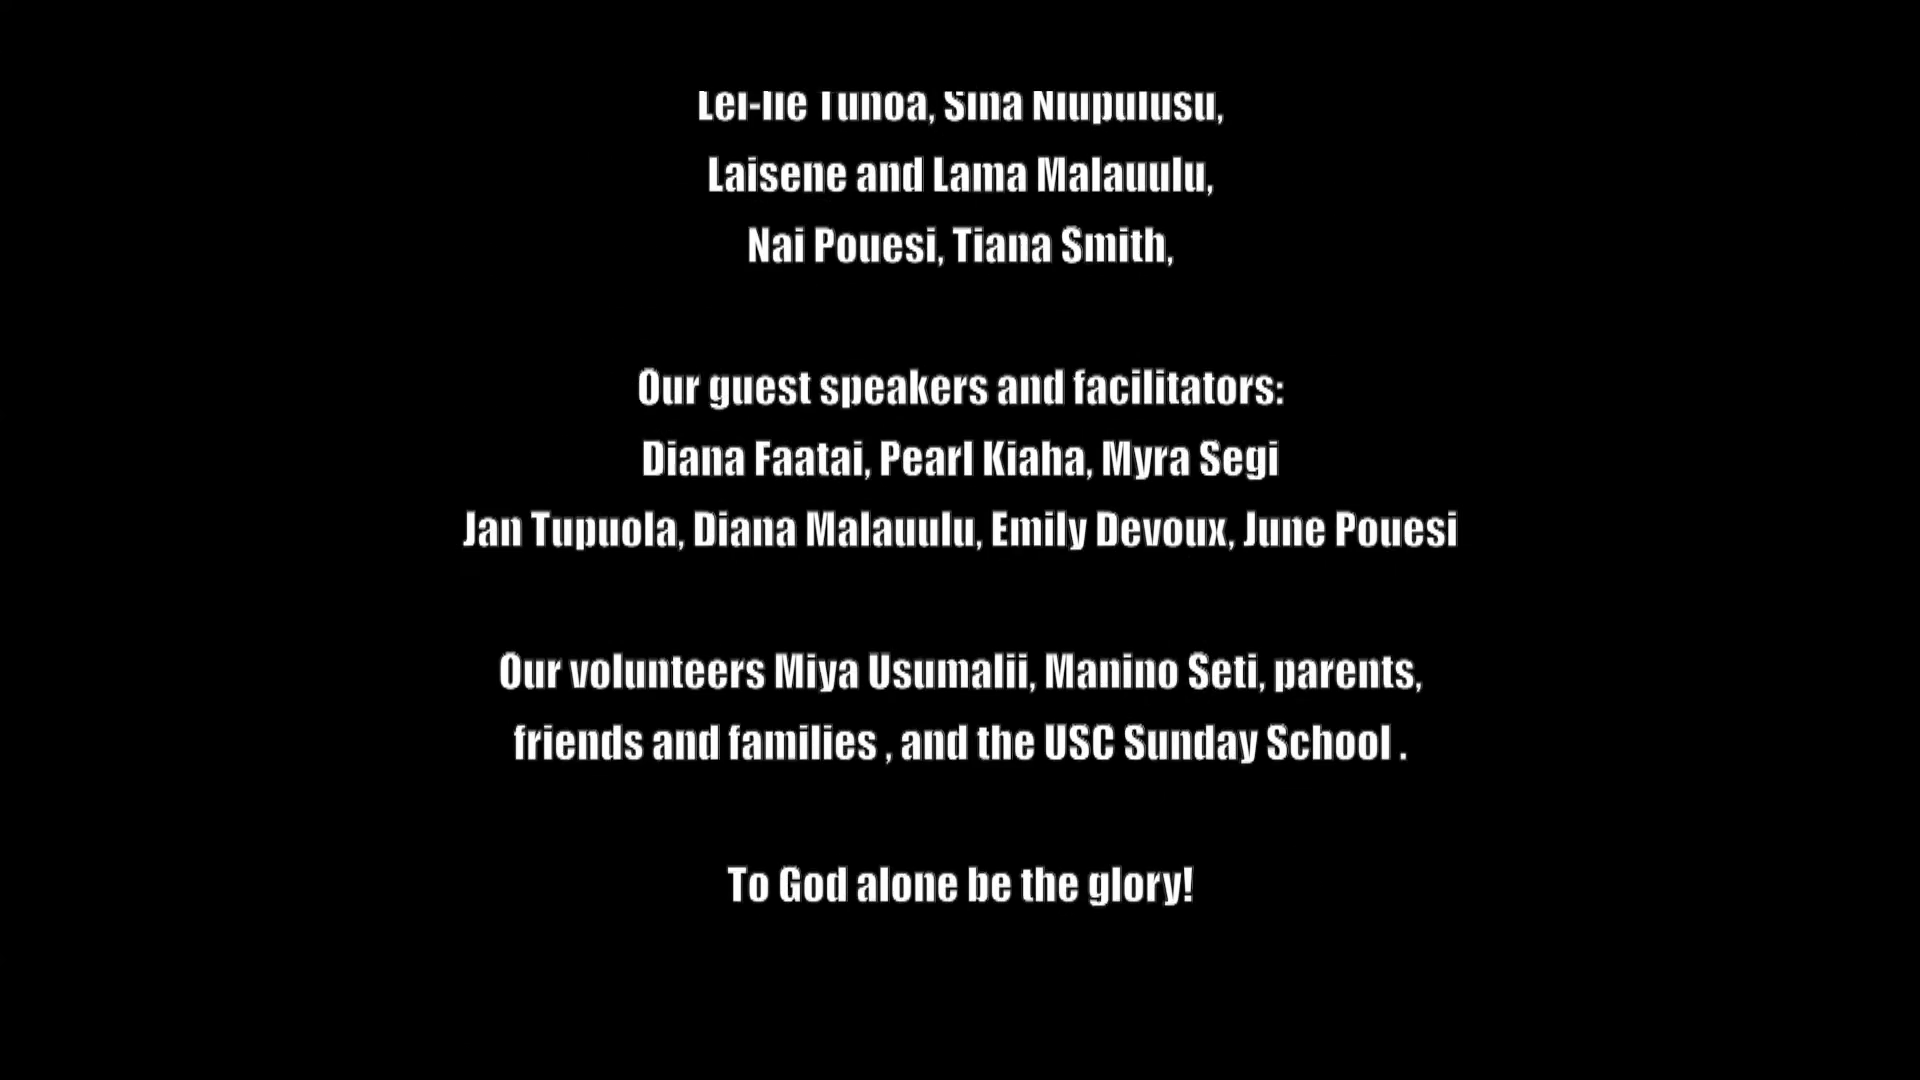 Sina Niupulusu,
Laisene and Lama Malauulu,
Nai Pouesi, Tiana Smith,
Our guest speakers and facilitators:
Diana Faatai, Pearl Kiaha, Myra Segi
Jan Tupuola, Diana Malauulu, Emily Devoux, June Pouesi
Our volunteers Miya Usumalii, Manino Seti, parents,
friends and families , and the USC Sunday School .
To God alone be the glory!